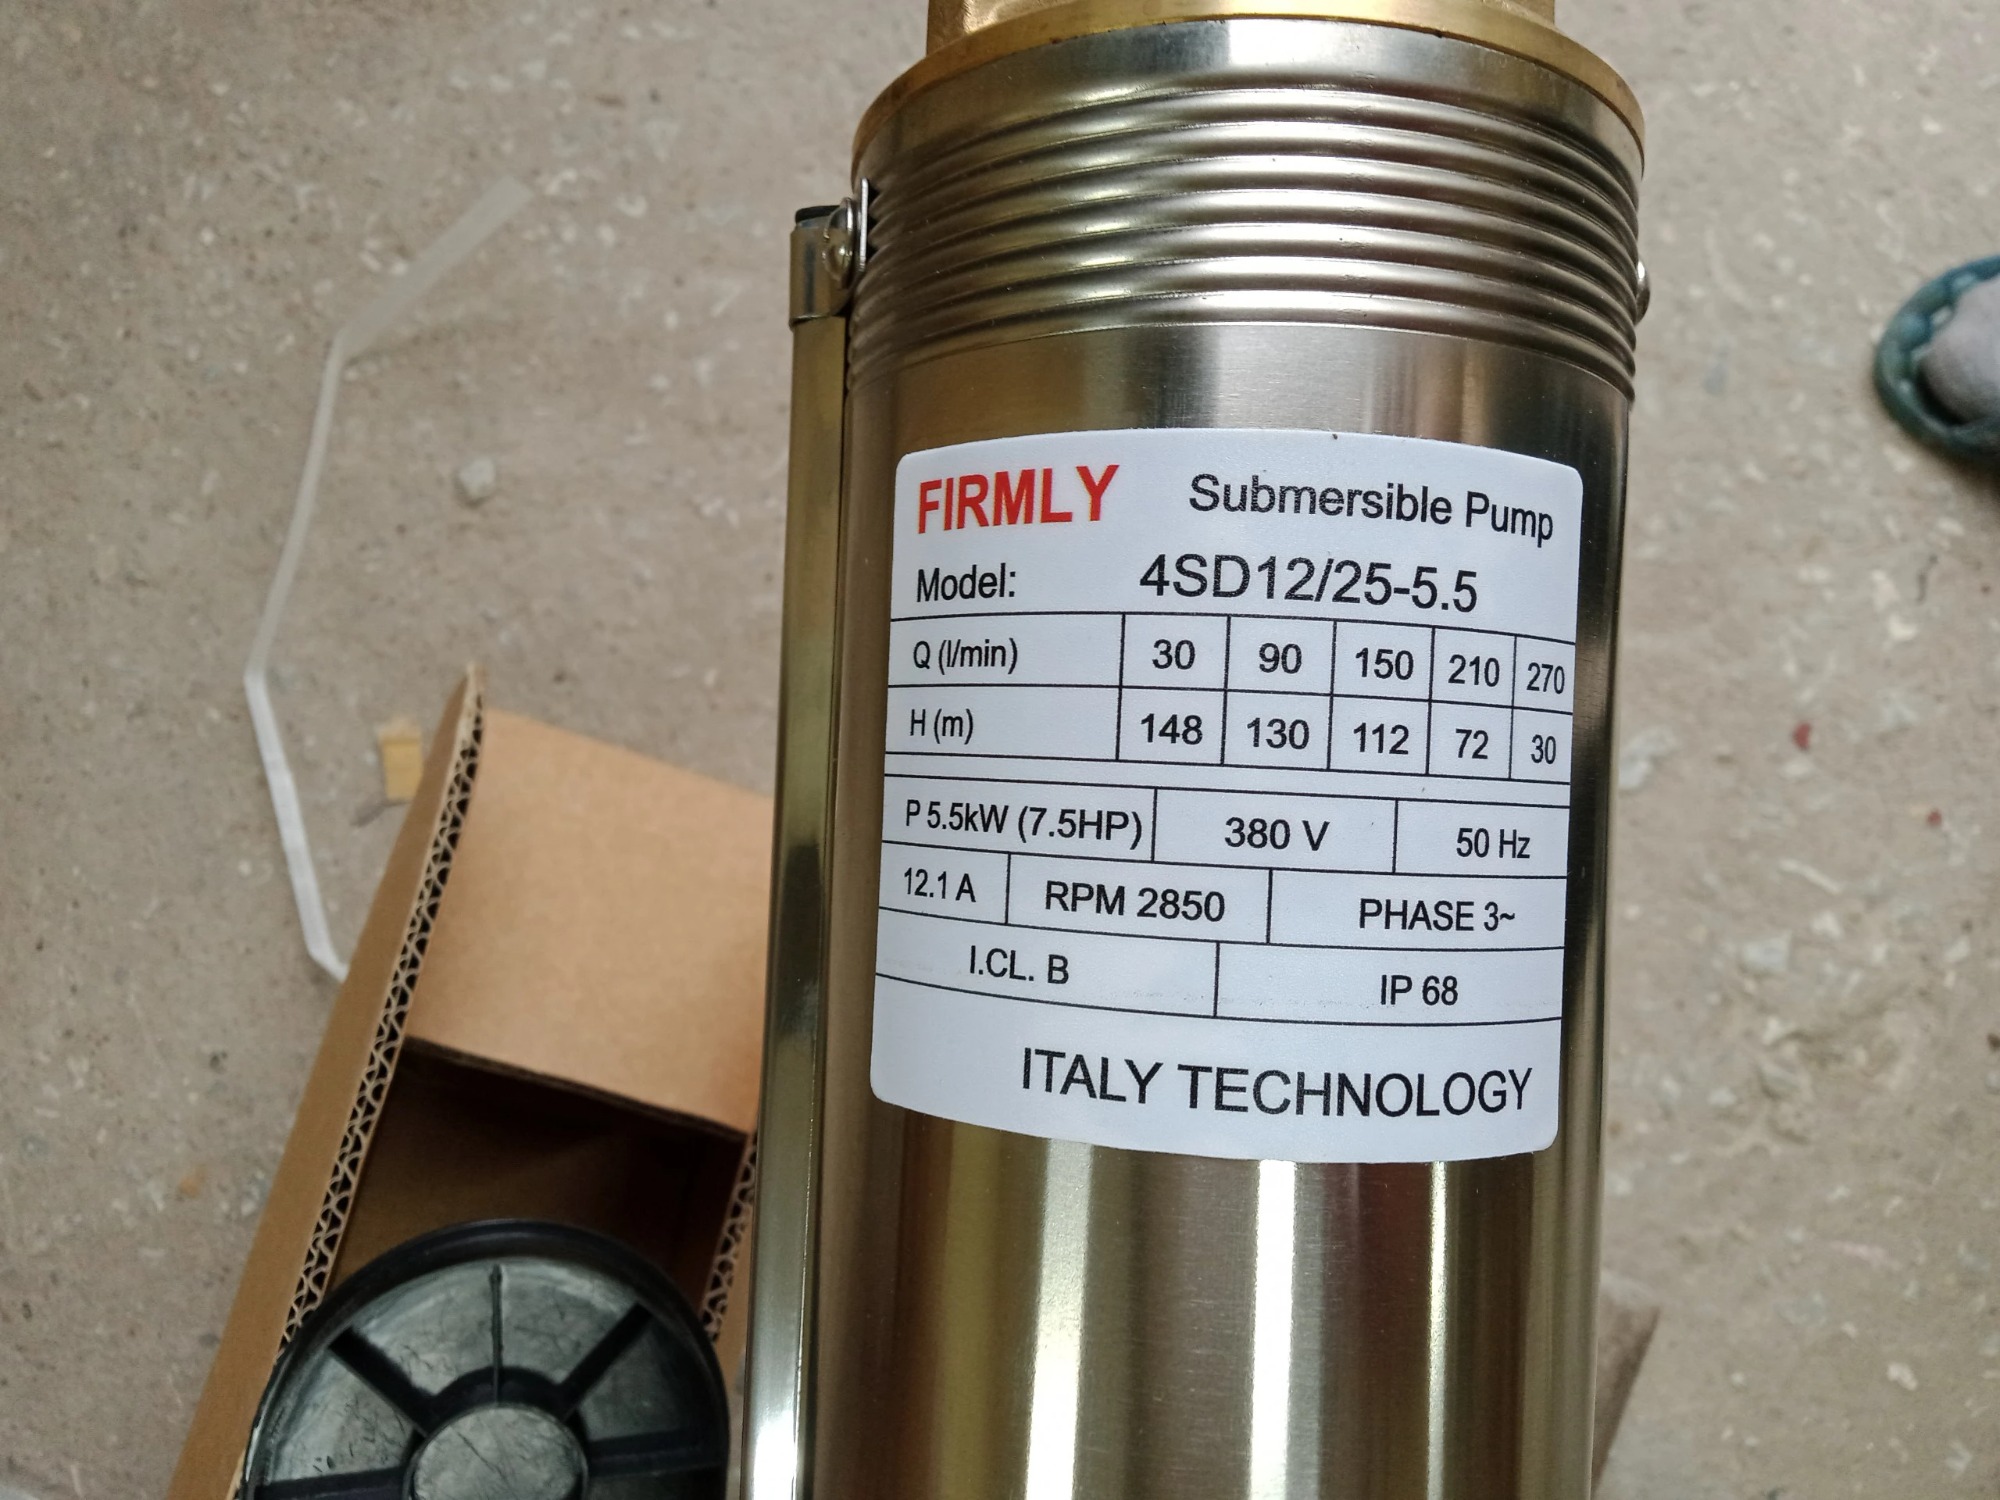 FIRMLY Submersible Pump
Model: 4SD12/25-5.5
Q (l/min) 30 90 150 210 270
H (m) 148 130 112 72 30
P 5.5kW (7.5HP) 380 V 50 Hz
12.1 A RPM 2850 PHASE 3~
I.CL. B IP 68
ITALY TECHNOLOGY